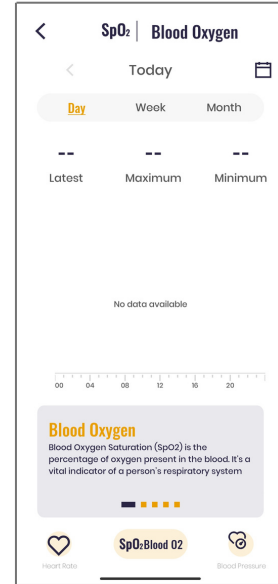 SpO₂ | Blood Oxygen
Today
Day Week Month
-- -- --
Latest Maximum Minimum
No data available
00 04 08 12 16 20
Blood Oxygen
Blood Oxygen Saturation (SpO2) is the
percentage of oxygen present in the blood. It's a
vital indicator of a person's respiratory system
SpO₂Blood O2
Heart Rate Blood Pressure